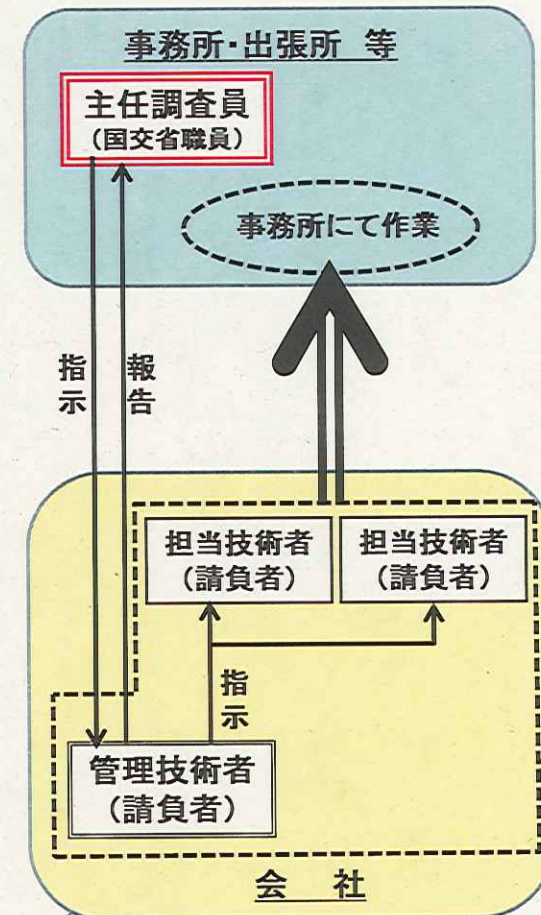 事務所・出張所 等
主任調査員
(国交省職員)
事務所にて作業
指示
報告
担当技術者
(請負者)
担当技術者
(請負者)
指示
管理技術者
(請負者)
会 社